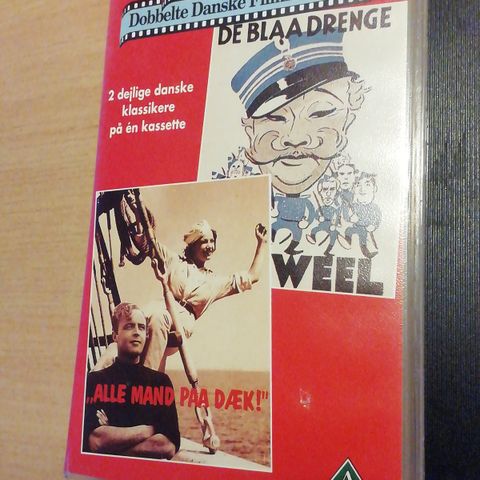 Dobbelte Danske
DE BLAA DRENGE
2 dejlige danske
klassikere
på én kassette
WEEL
„ALLE MAND PAA DÆK!"
A